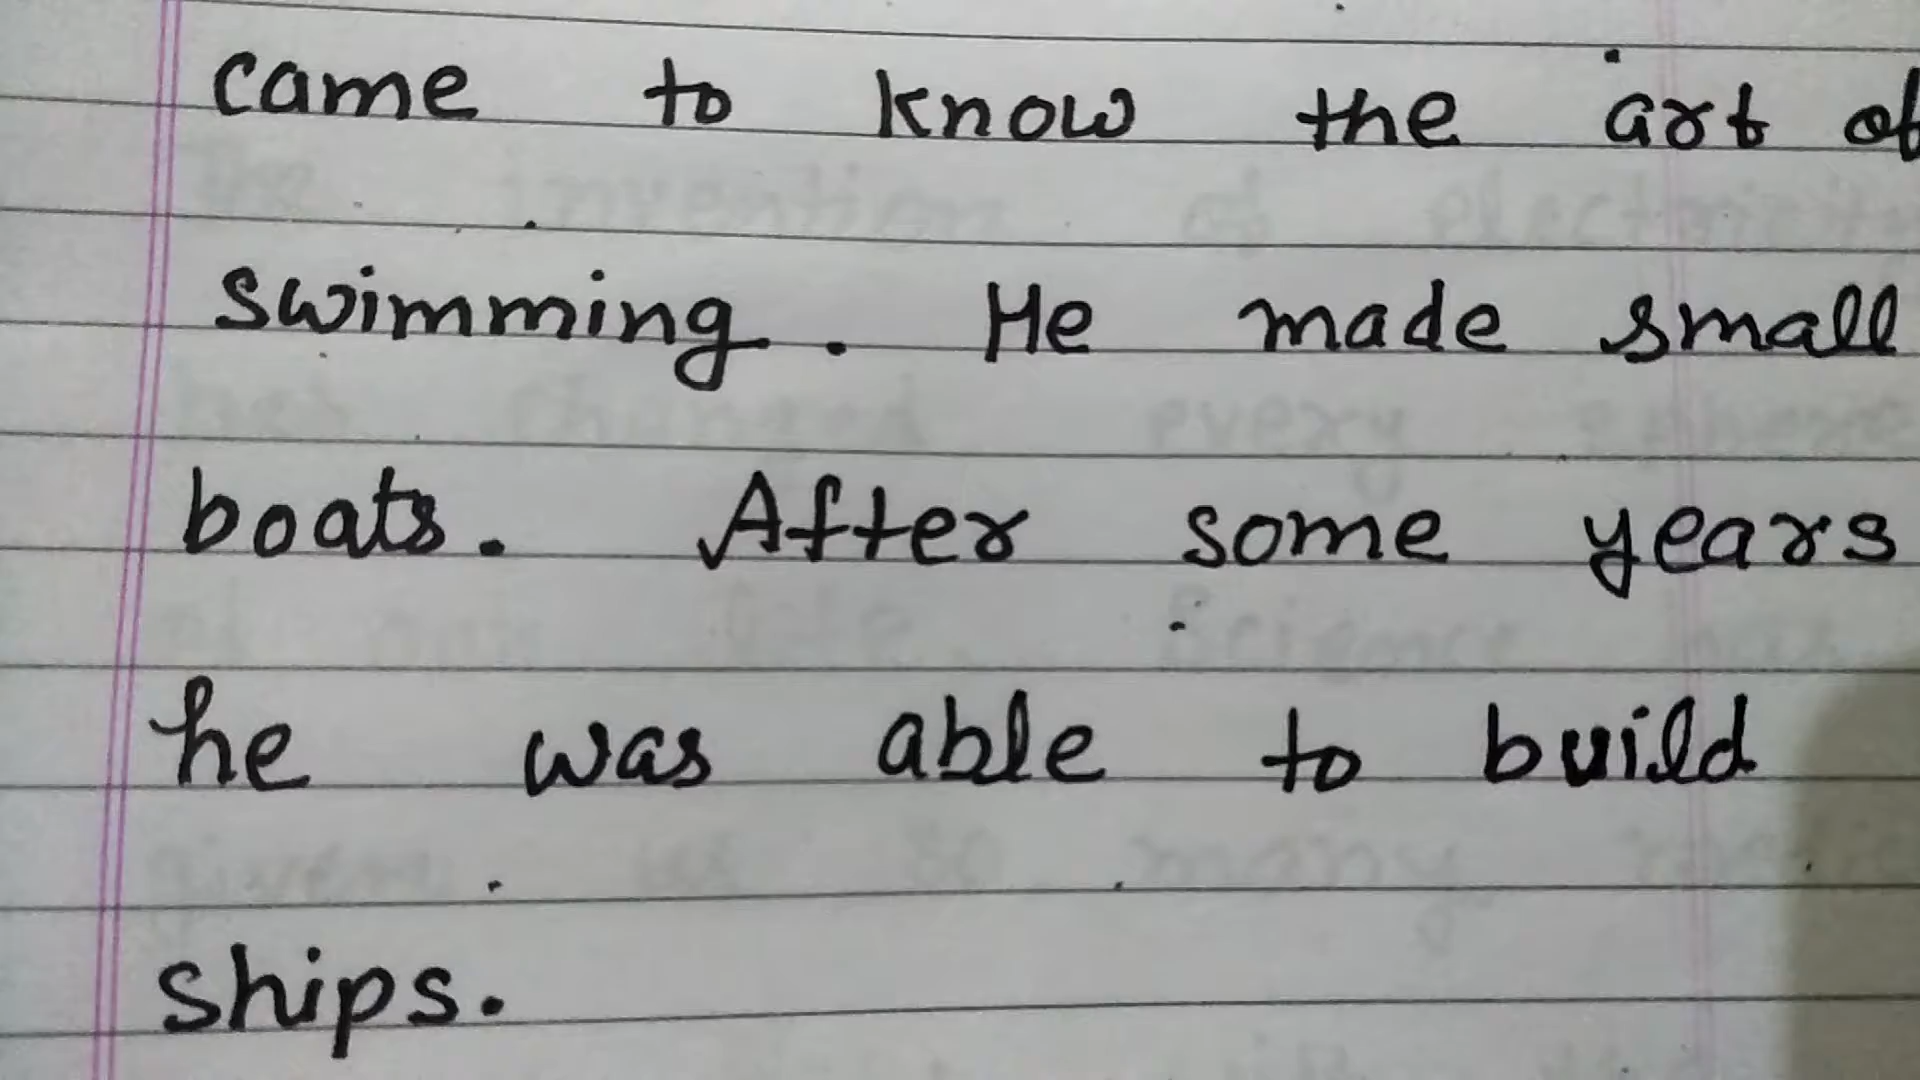 came to know the art of
swimming. He made small
boats. After some years
he was able to build
ships.